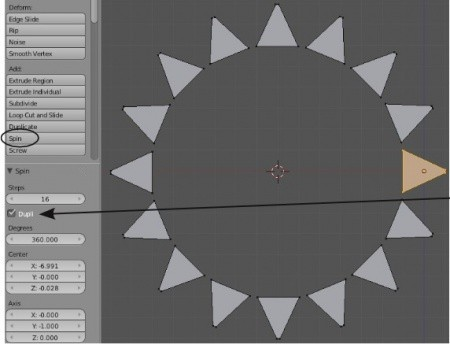 Deform:
Edge Slide
Rip
Noise
Smooth Vertex
Add:
Extrude Region
Extrude Individual
Subdivide
Loop Cut and Slide
Duplicate
Spin
Screw
Spin
Steps
16
Dupli
Degrees
360.000
Center
X: -6.991
Y: -0.000
Z: -0.028
Axis
X: -0.000
Y: -1.000
Z: 0.000